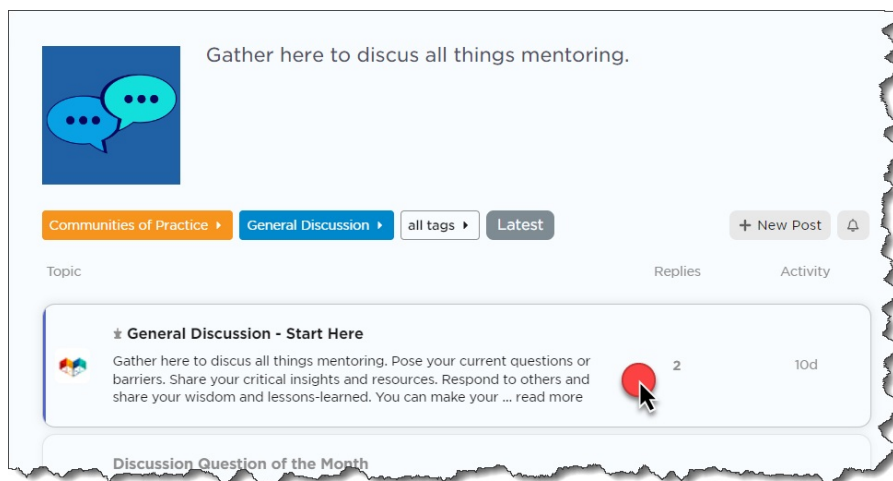 Gather here to discus all things mentoring.
Communities of Practice General Discussion all tags Latest + New Post
Topic Replies Activity
General Discussion - Start Here
Gather here to discus all things mentoring. Pose your current questions or
barriers. Share your critical insights and resources. Respond to others and
share your wisdom and lessons-learned. You can make your ... read more
2 10d
Discussion Question of the Month